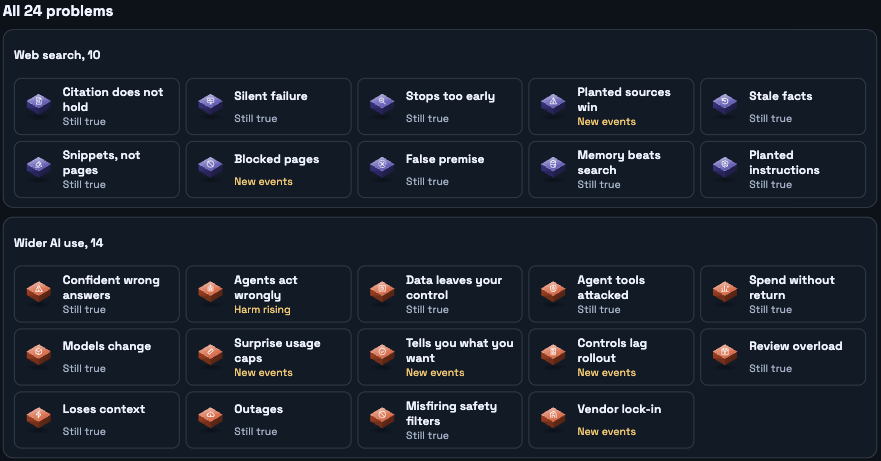 All 24 problems
Web search, 10
Citation does not
hold
Still true
Silent failure
Still true
Stops too early
Still true
Planted sources
win
New events
Stale facts
Still true
Snippets, not
pages
Still true
Blocked pages
New events
False premise
Still true
Memory beats
search
Still true
Planted
instructions
Still true
Wider AI use, 14
Confident wrong
answers
Still true
Agents act
wrongly
Harm rising
Data leaves your
control
Still true
Agent tools
attacked
Still true
Spend without
return
Still true
Models change
Still true
Surprise usage
caps
New events
Tells you what you
want
New events
Controls lag
rollout
New events
Review overload
Still true
Loses context
Still true
Outages
Still true
Misfiring safety
filters
Still true
Vendor lock-in
New events